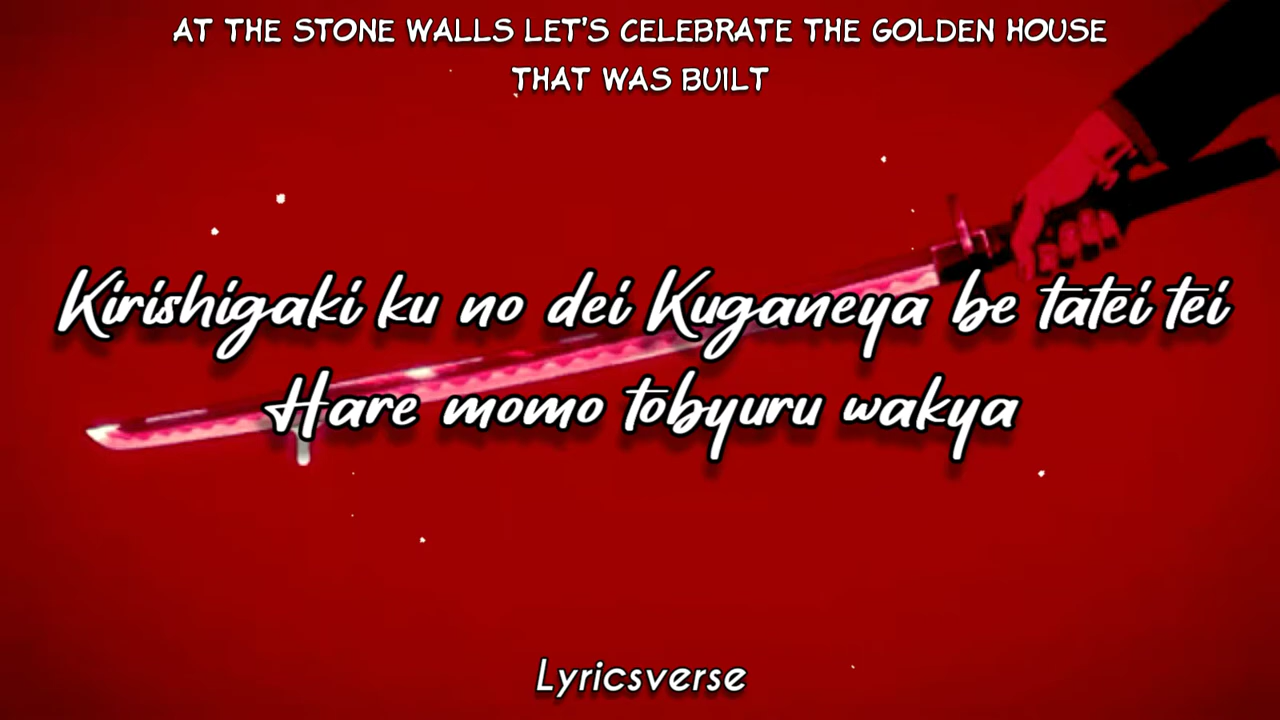 AT THE STONE WALLS LET'S CELEBRATE THE GOLDEN HOUSE
THAT WAS BUILT
Kirishigaki ku no dei Kuganeya be tatei tei
Hare momo tobyuru wakya
Lyricsverse